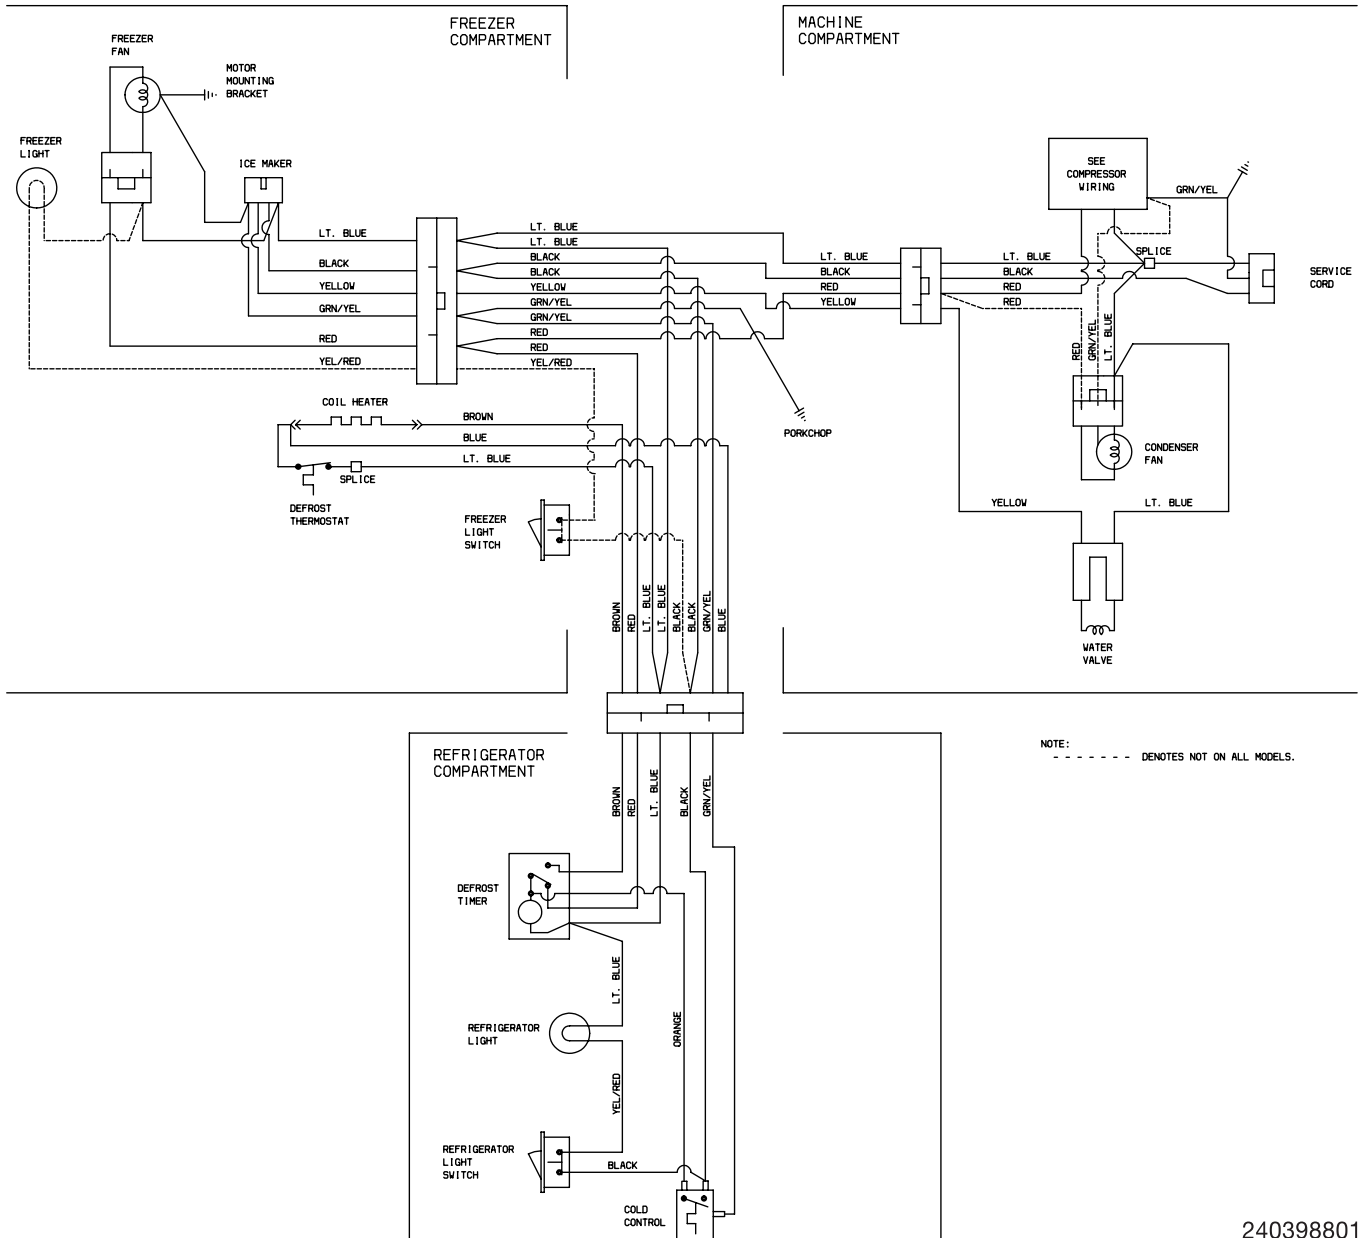 FREEZER
COMPARTMENT
MACHINE
COMPARTMENT
FREEZER
FAN
MOTOR
MOUNTING
BRACKET
FREEZER
LIGHT
ICE MAKER
LT. BLUE
BLACK
YELLOW
GRN/YEL
RED
YEL/RED
LT. BLUE
LT. BLUE
BLACK
BLACK
YELLOW
GRN/YEL
GRN/YEL
RED
RED
YEL/RED
LT. BLUE
BLACK
RED
YELLOW
LT. BLUE
BLACK
RED
RED
SEE
COMPRESSOR
WIRING
GRN/YEL
SPLICE
SERVICE
CORD
RED
GRN/YEL
LT. BLUE
CONDENSER
FAN
YELLOW
LT. BLUE
WATER
VALVE
PORKCHOP
COIL HEATER
BROWN
BLUE
LT. BLUE
SPLICE
DEFROST
THERMOSTAT
FREEZER
LIGHT
SWITCH
BROWN
RED
LT. BLUE
LT. BLUE
BLACK
BLACK
GRN/YEL
BLUE
REFRIGERATOR
COMPARTMENT
NOTE:
- - - - - - - DENOTES NOT ON ALL MODELS.
BROWN
RED
LT. BLUE
BLACK
GRN/YEL
DEFROST
TIMER
LT. BLUE
REFRIGERATOR
LIGHT
ORANGE
YEL/RED
REFRIGERATOR
LIGHT
SWITCH
BLACK
COLD
CONTROL
240398801